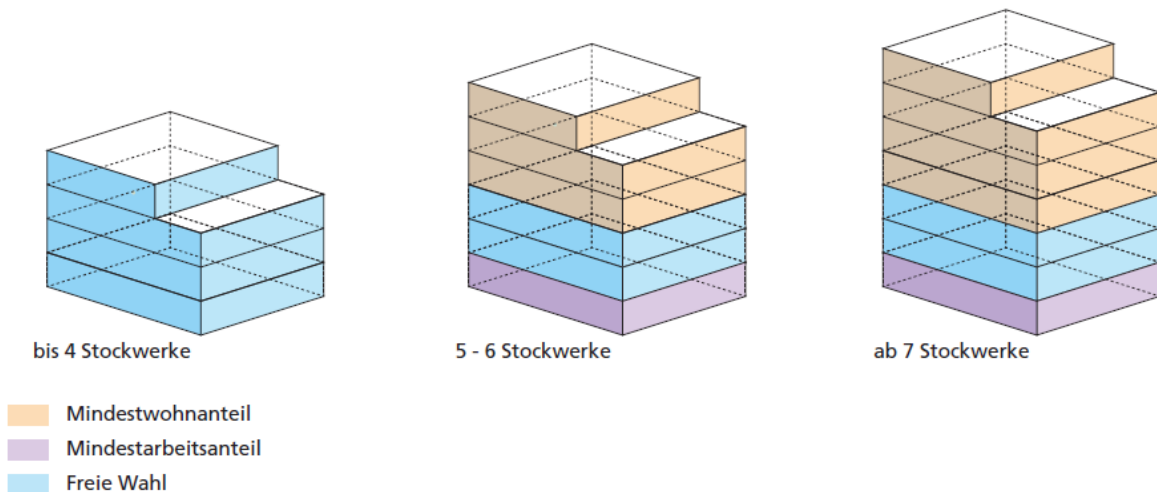 bis 4 Stockwerke
5 - 6 Stockwerke
ab 7 Stockwerke
Mindestwohnanteil
Mindestarbeitsanteil
Freie Wahl